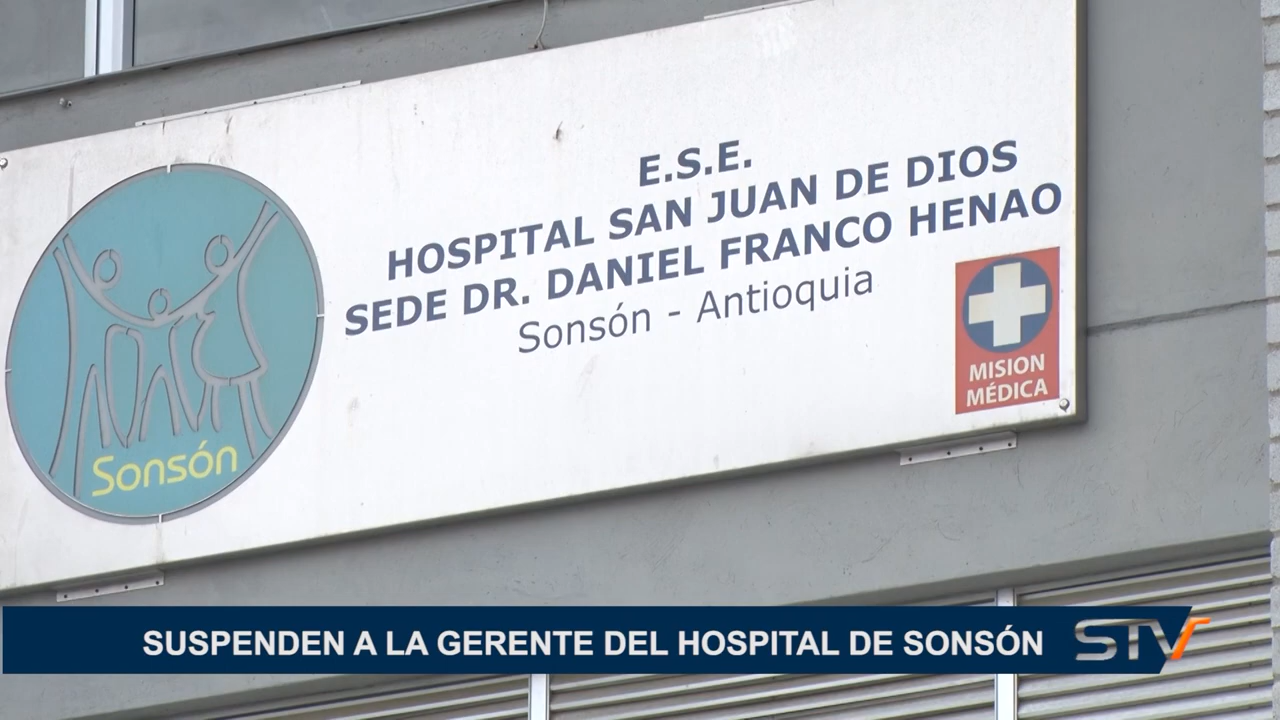 E.S.E.
HOSPITAL SAN JUAN DE DIOS
SEDE DR. DANIEL FRANCO HENAO
Sonsón - Antioquia
Sonsón
MISION
MÉDICA
SUSPENDEN A LA GERENTE DEL HOSPITAL DE SONSÓN
STV